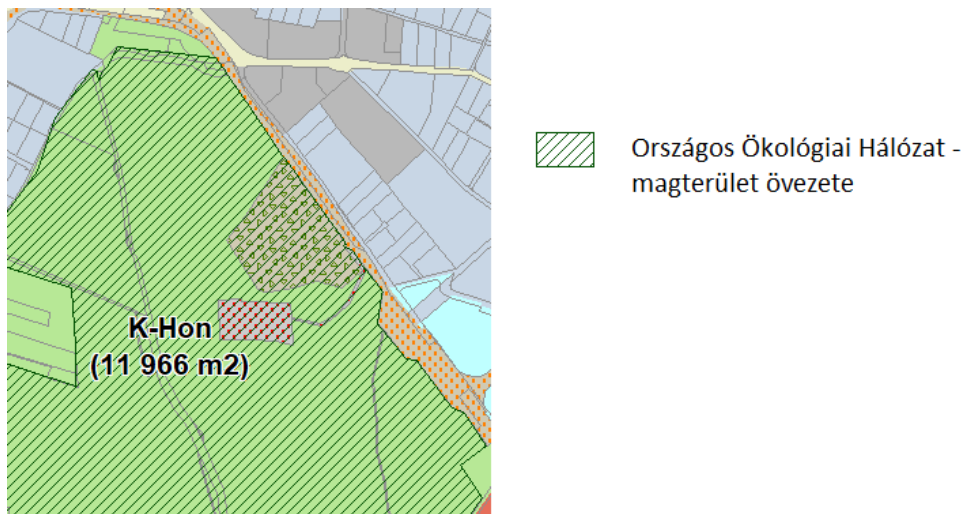 K-Hon
(11 966 m2)
Országos Ökológiai Hálózat -
magterület övezete